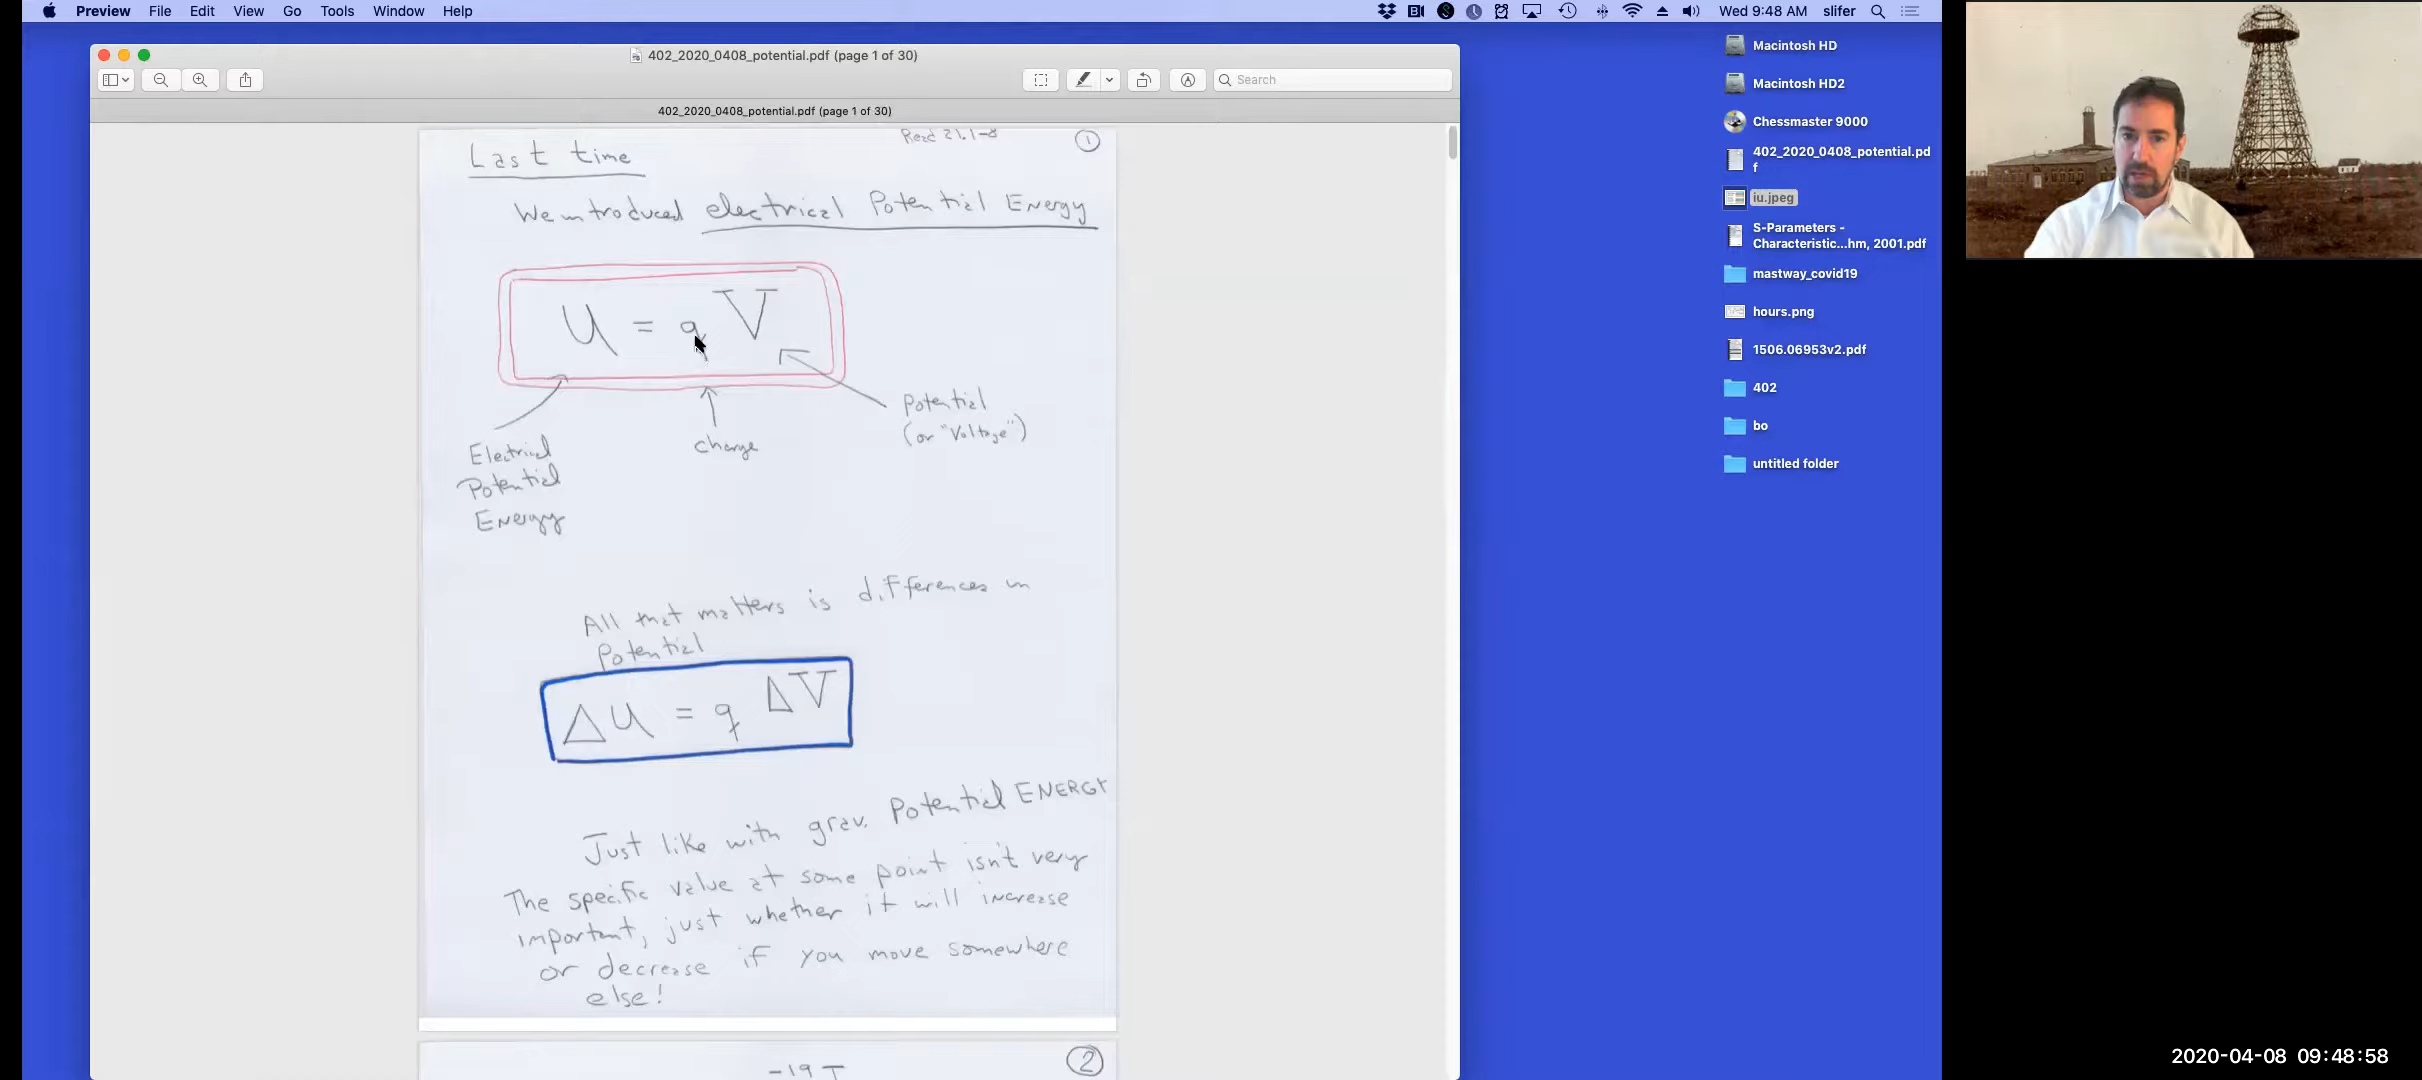 Preview File Edit View Go Tools Window Help
Wed 9:48 AM slifer
402_2020_0408_potential.pdf (page 1 of 30)
Search
402_2020_0408_potential.pdf (page 1 of 30)
Read 21.1-8
1
Last time
We introduced electrical Potential Energy
U = q V
Potential
(or "Voltage")
charge
Electrical
Potential
Energy
All that matters is differences in
Potential
ΔU = q ΔV
Just like with grav. Potential ENERGY
The specific value at some point isn't very
important, just whether it will increase
or decrease if you move somewhere
else!
2
-19 J
Macintosh HD
Macintosh HD2
Chessmaster 9000
402_2020_0408_potential.pd
f
iu.jpeg
S-Parameters -
Characteristic...hm, 2001.pdf
mastway_covid19
hours.png
1506.06953v2.pdf
402
bo
untitled folder
2020-04-08 09:48:58